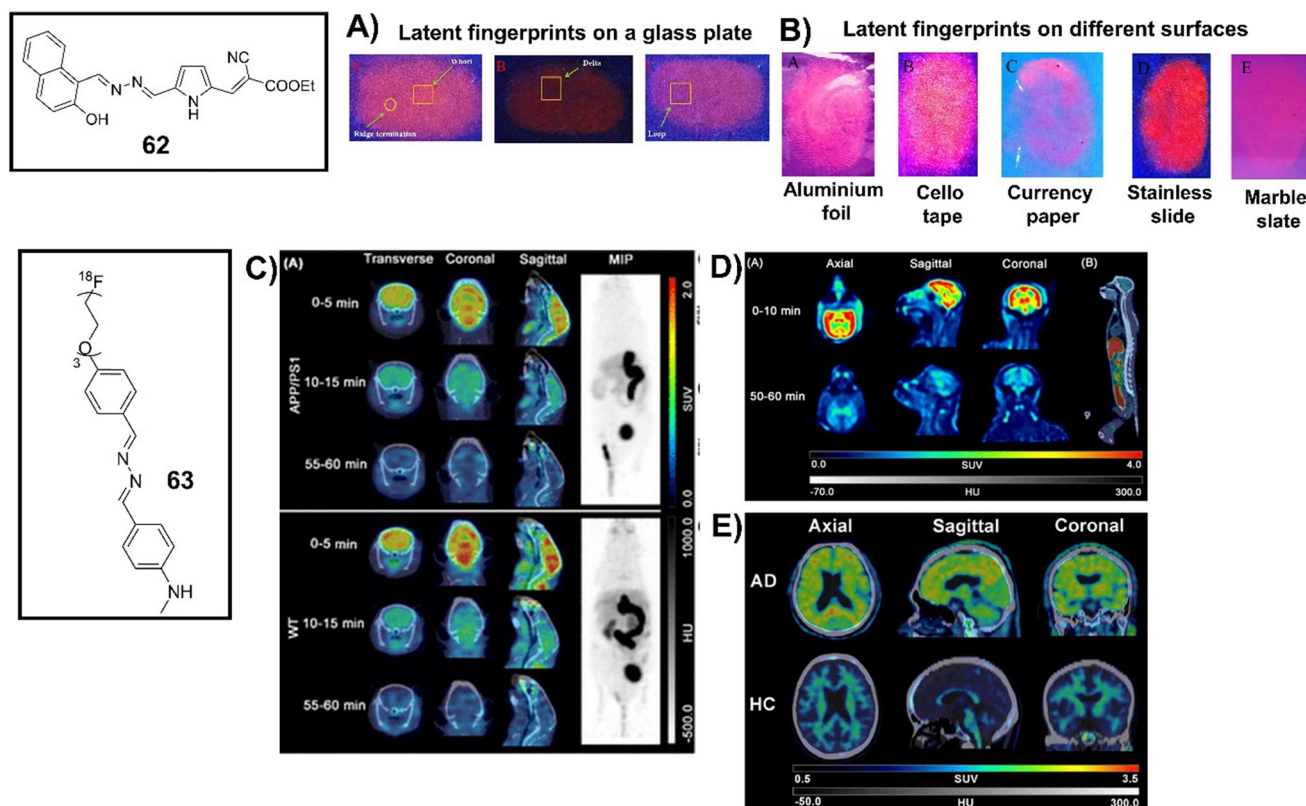 CN
N
N
N
H
COOEt
OH
62
A)
Latent fingerprints on a glass plate
A
Whorl
Ridge termination
B
Delta
C
Loop
B)
Latent fingerprints on different surfaces
A
B
C
D
E
Aluminium
foil
Cello
tape
Currency
paper
Stainless
slide
Marble
slate
18F
O
3
N
N
63
NH
C)
(A)
Transverse
Coronal
Sagittal
MIP
0-5 min
10-15 min
55-60 min
APP/PS1
2.0
SUV
0.0
0-5 min
10-15 min
55-60 min
WT
1000.0
HU
-500.0
D)
(A)
Axial
Sagittal
Coronal
(B)
0-10 min
50-60 min
0.0
SUV
4.0
-70.0
HU
300.0
E)
Axial
Sagittal
Coronal
AD
HC
0.5
SUV
3.5
-50.0
HU
300.0